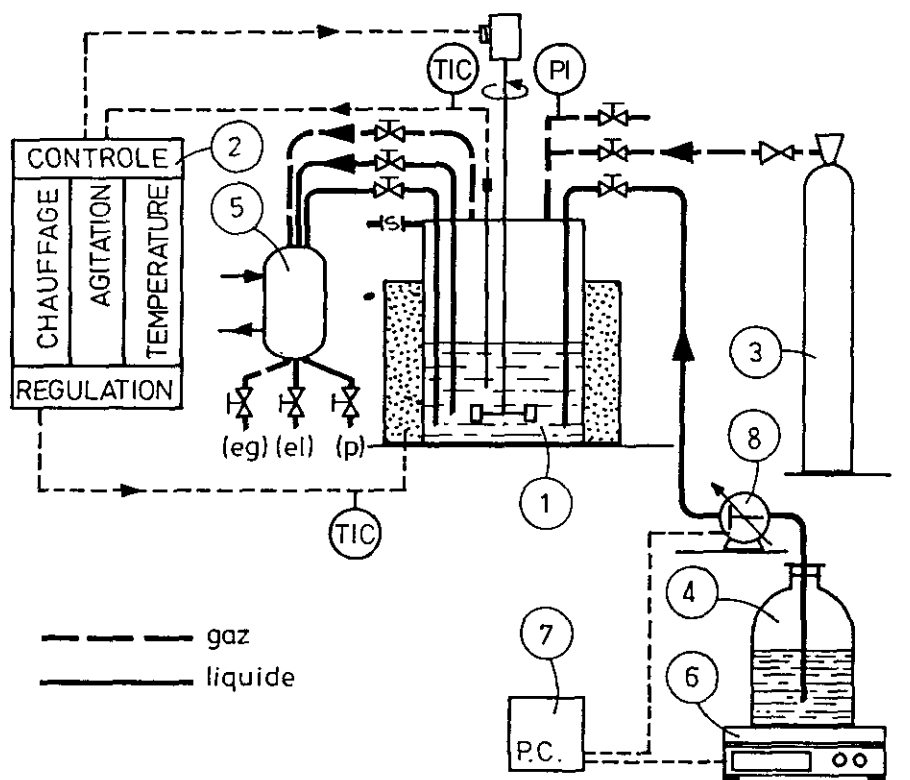 TIC
PI
CONTROLE
2
CHAUFFAGE
AGITATION
TEMPERATURE
REGULATION
5
S
3
(eg) (el) (p)
1
8
TIC
4
gaz
liquide
7
6
P.C.